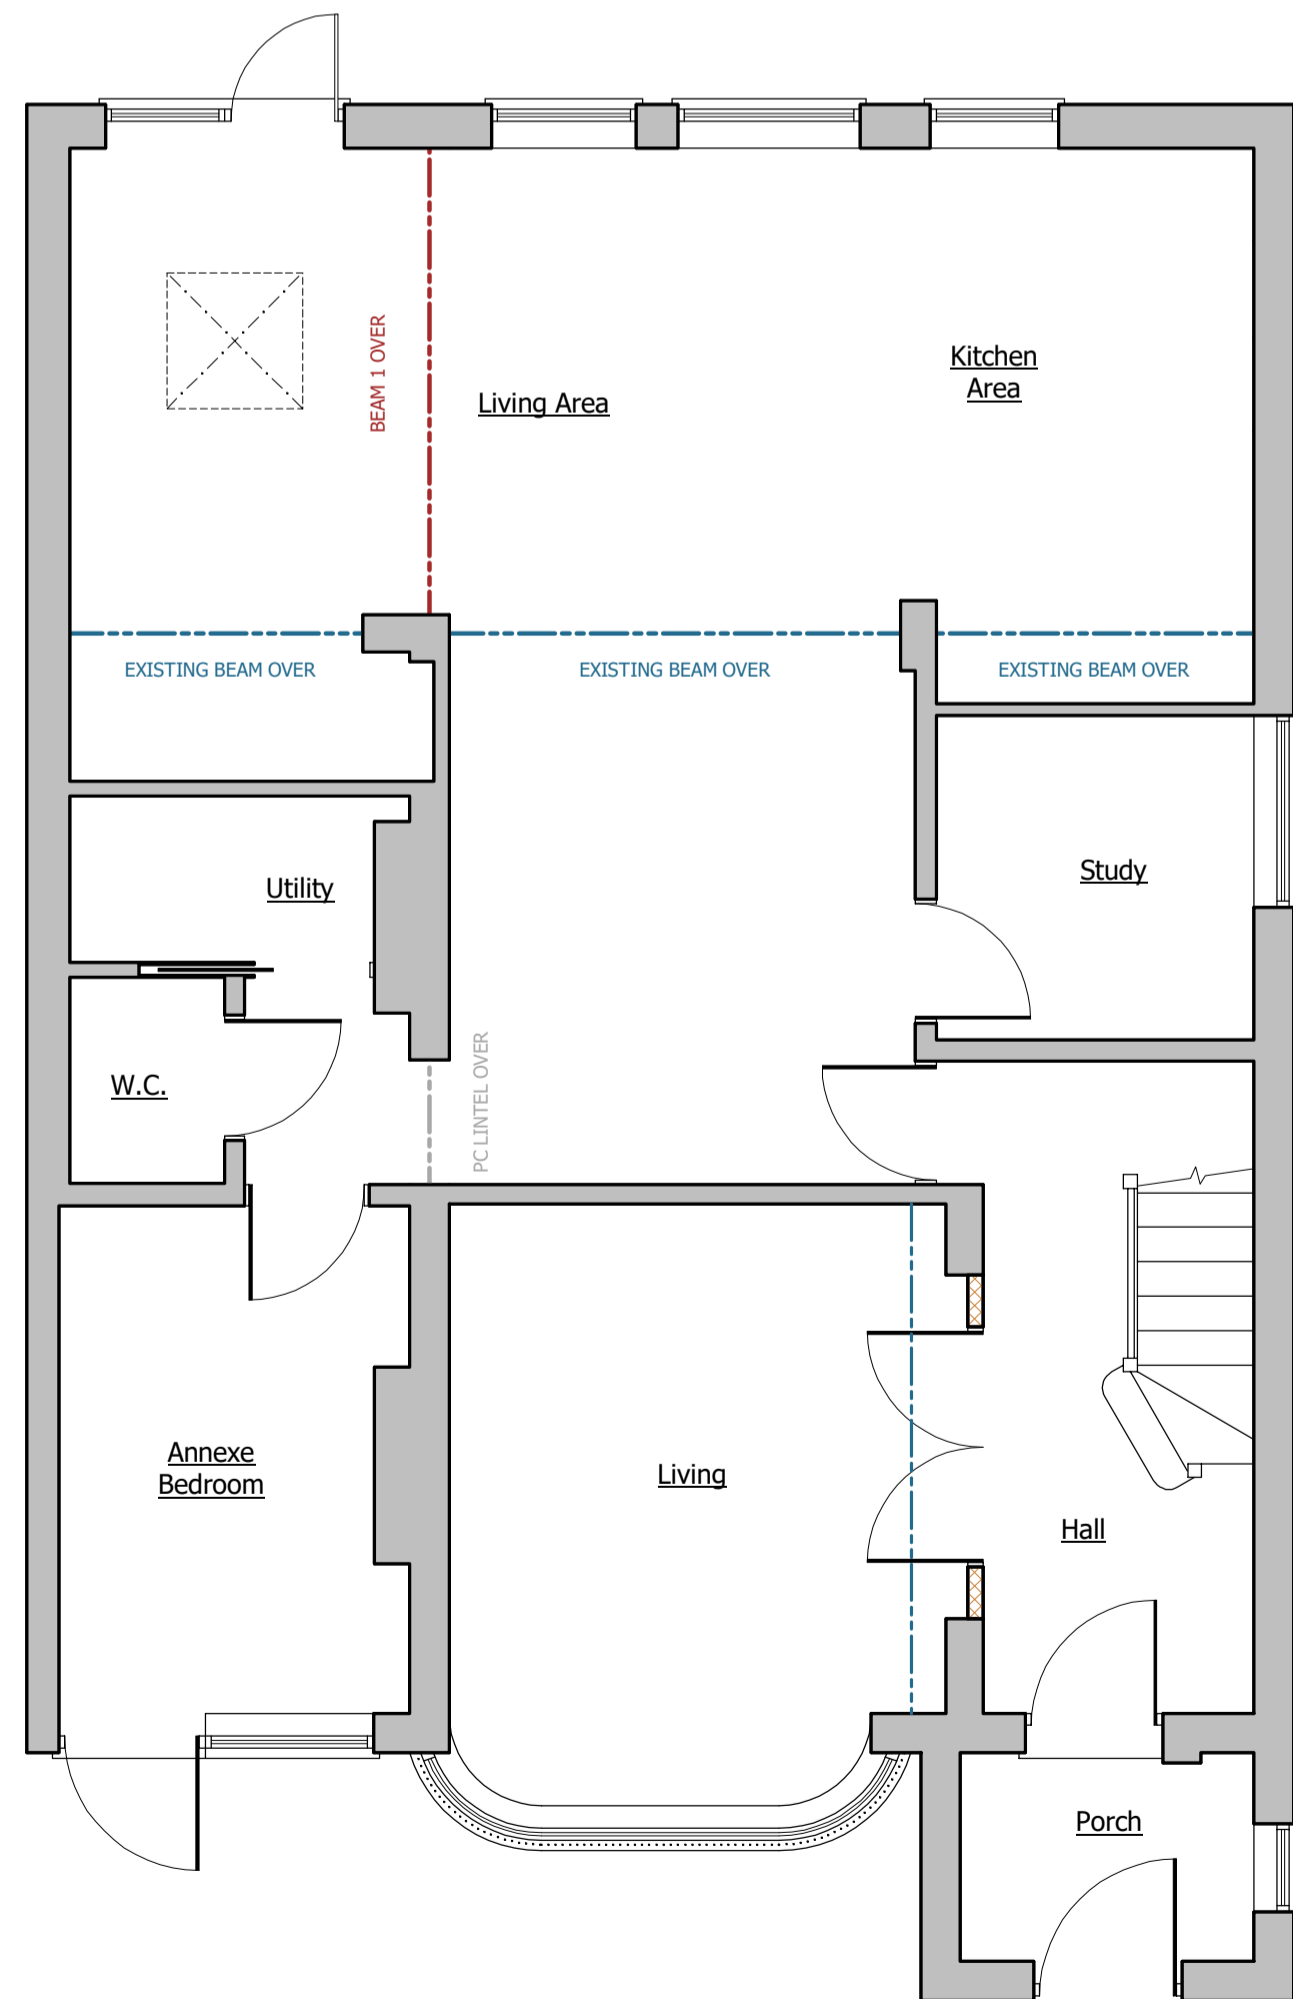 Kitchen
Area
BEAM 1 OVER
Living Area
EXISTING BEAM OVER
EXISTING BEAM OVER
EXISTING BEAM OVER
Study
Utility
W.C.
PC LINTEL OVER
Annexe
Bedroom
Living
Hall
Porch